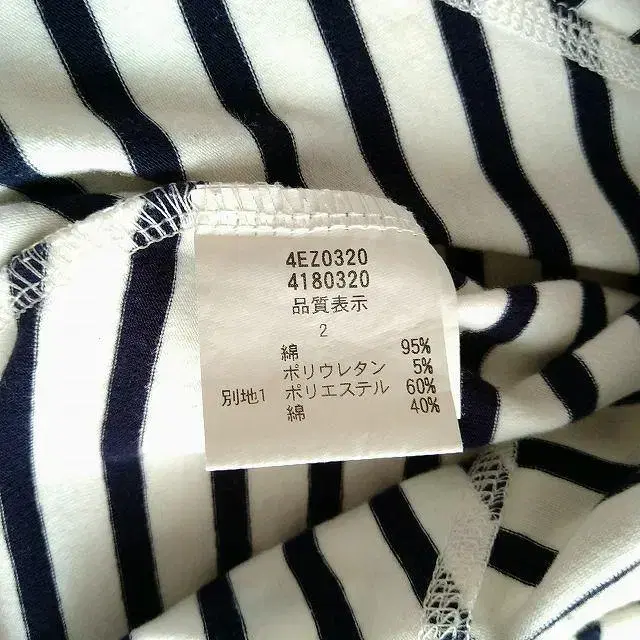 4EZ0320
4180320
品質表示
2
綿 95%
ポリウレタン 5%
別地1 ポリエステル 60%
綿 40%